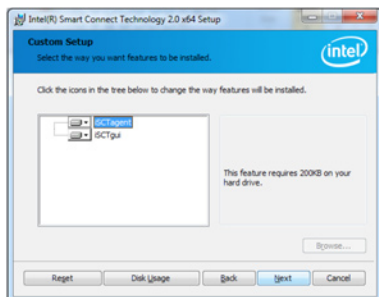 Intel(R) Smart Connect Technology 2.0 x64 Setup
Custom Setup
Select the way you want features to be installed.
intel
Click the icons in the tree below to change the way features will be installed.
iSCTagent
iSCTgui
This feature requires 200KB on your
hard drive.
Browse...
Reset
Disk Usage
Back
Next
Cancel